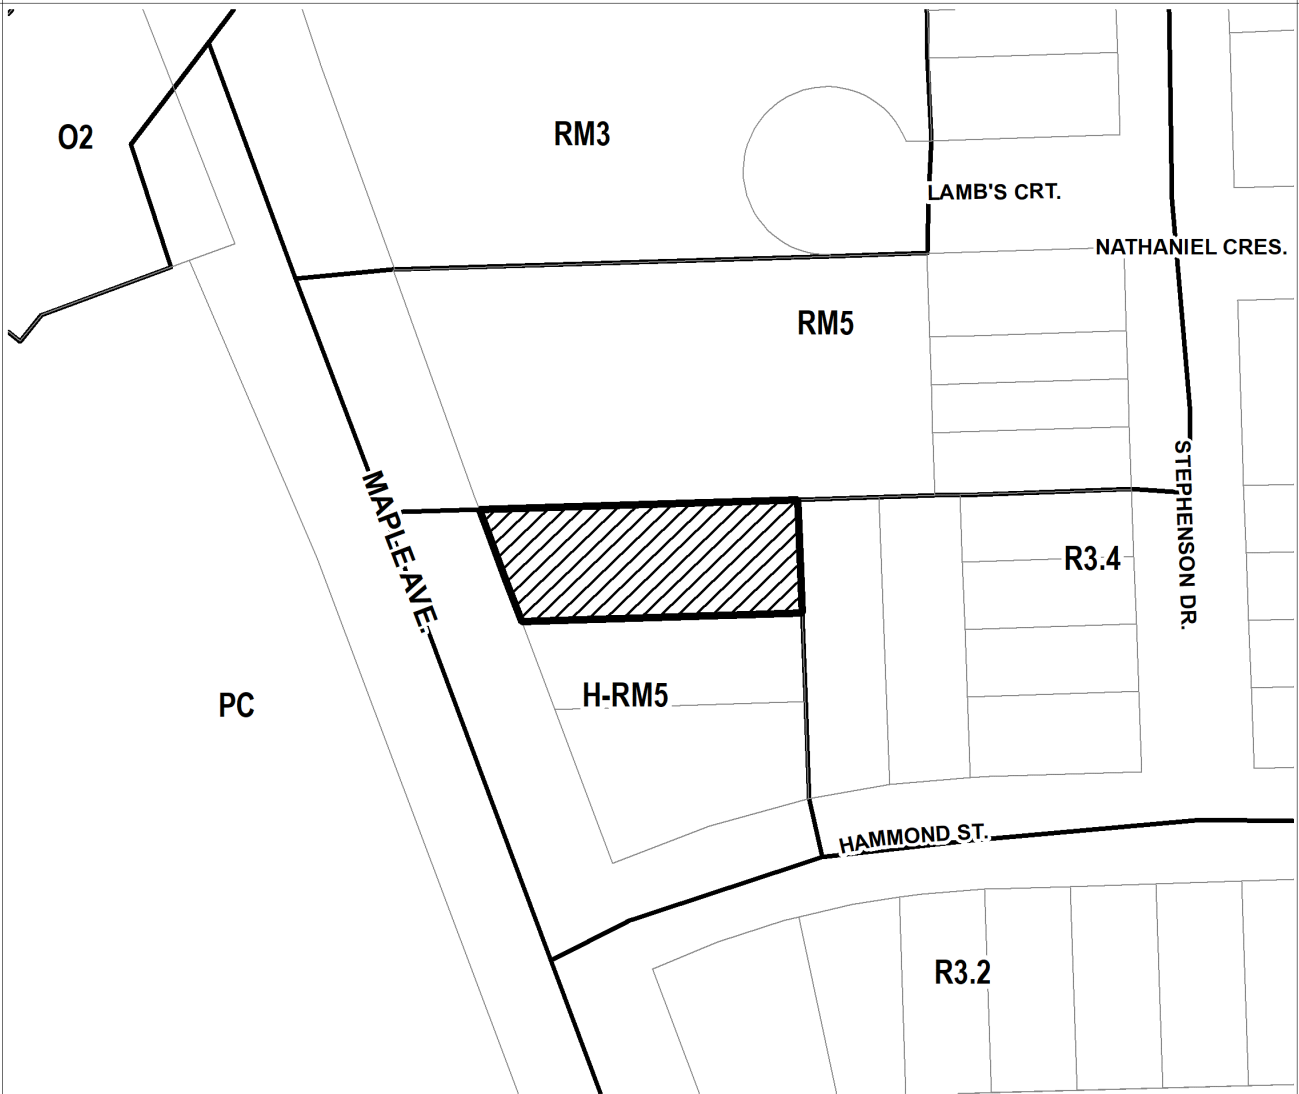 O2
RM3
LAMB'S CRT.
NATHANIEL CRES.
RM5
MAPLE AVE.
STEPHENSON DR.
R3.4
H-RM5
PC
HAMMOND ST.
R3.2